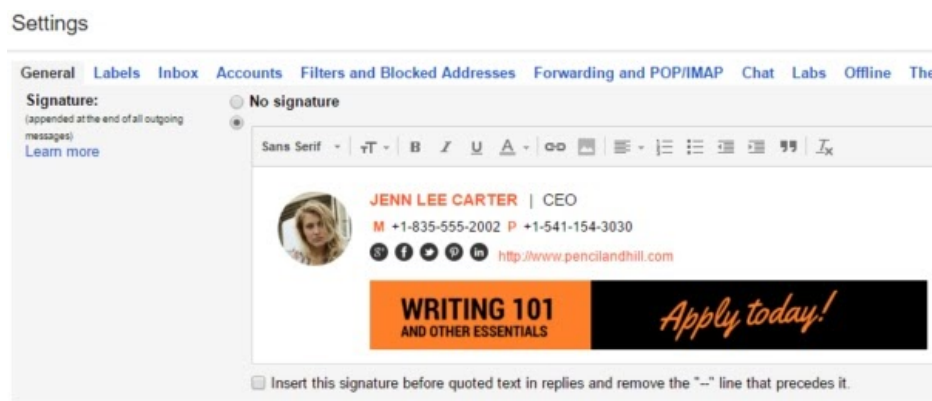 Settings
General Labels Inbox Accounts Filters and Blocked Addresses Forwarding and POP/IMAP Chat Labs Offline The
Signature:
(appended at the end of all outgoing
messages)
Learn more
No signature
Sans Serif
JENN LEE CARTER | CEO
M +1-835-555-2002 P +1-541-154-3030
http://www.pencilandhill.com
WRITING 101
AND OTHER ESSENTIALS
Apply today!
Insert this signature before quoted text in replies and remove the "--" line that precedes it.